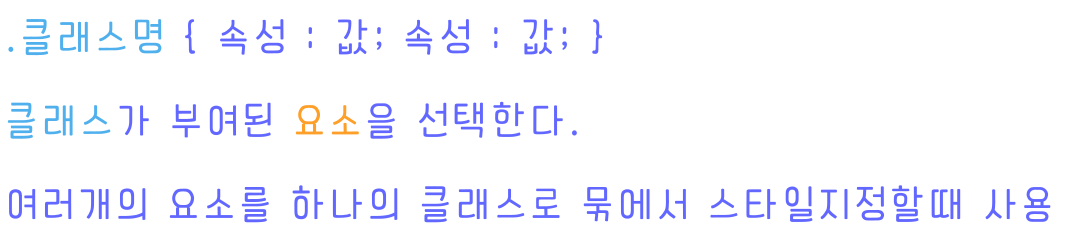 .클래스명 { 속성 : 값; 속성 : 값; }
클래스가 부여된 요소을 선택한다.
여러개의 요소를 하나의 클래스로 묶에서 스타일지정할때 사용